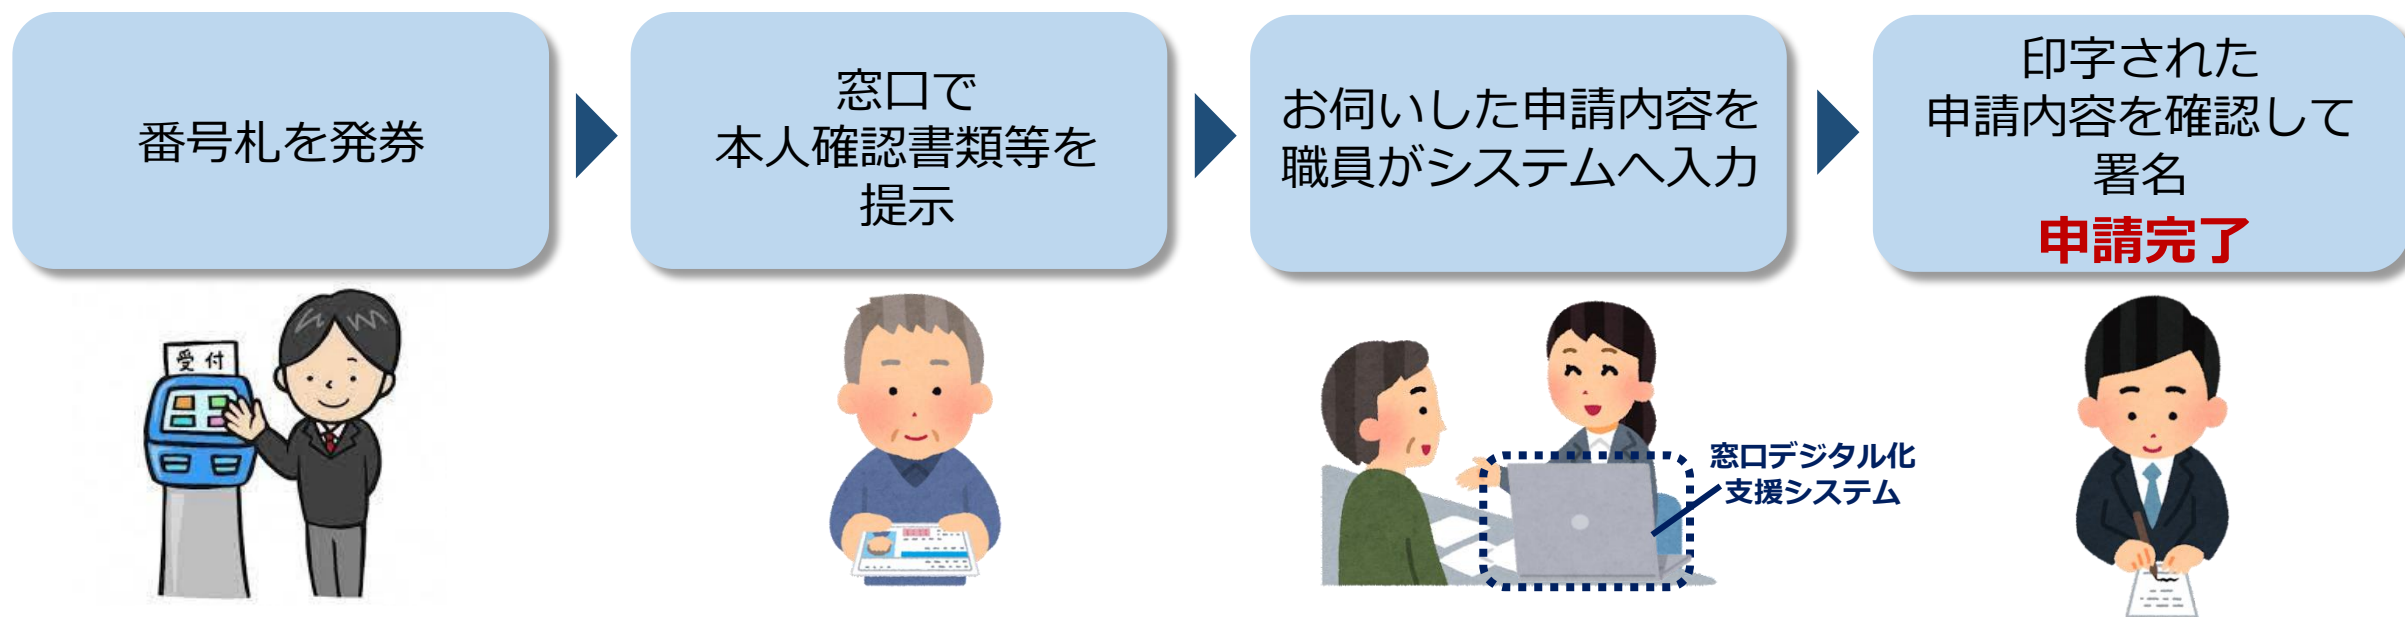 番号札を発券
窓口で
本人確認書類等を
提示
お伺いした申請内容を
職員がシステムへ入力
印字された
申請内容を確認して
署名
申請完了
受付
窓口デジタル化
支援システム